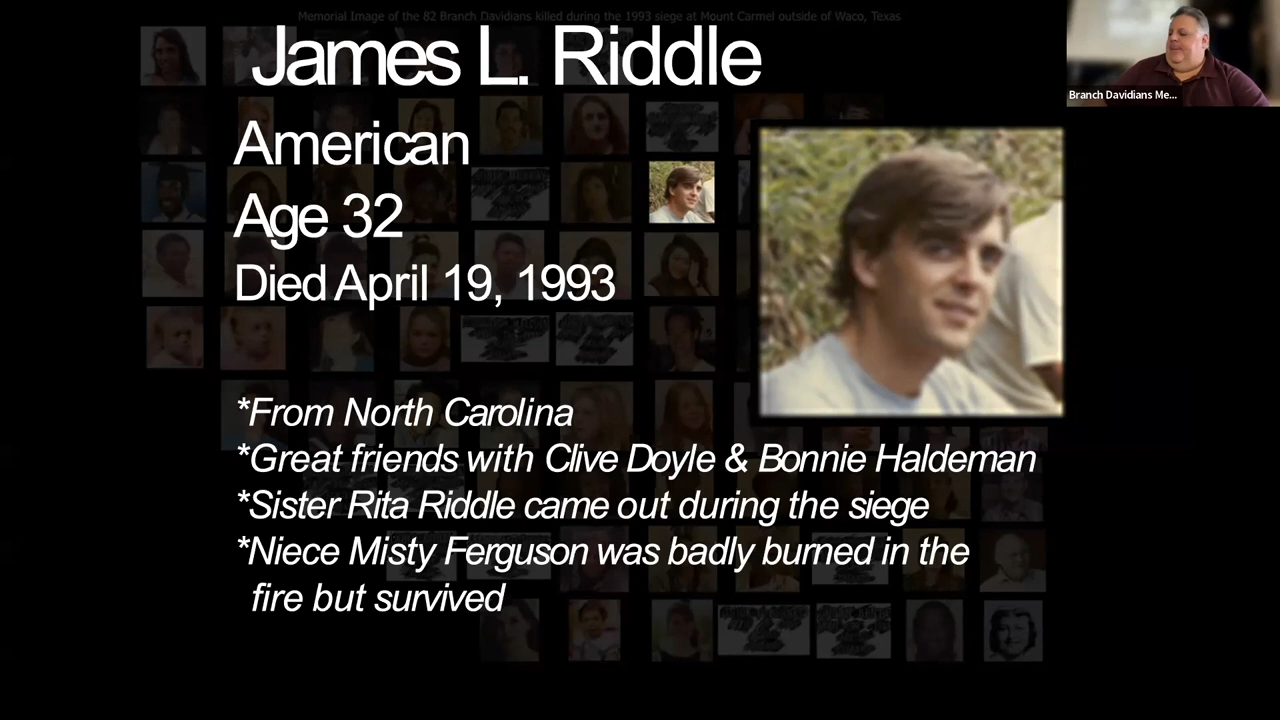 Memorial Image of the 82 Branch Davidians killed during the 1993 siege at Mount Carmel outside of Waco, Texas
James L. Riddle
Branch Davidians Me...
American
Age 32
Died April 19, 1993
*From North Carolina
*Great friends with Clive Doyle & Bonnie Haldeman
*Sister Rita Riddle came out during the siege
*Niece Misty Ferguson was badly burned in the
fire but survived